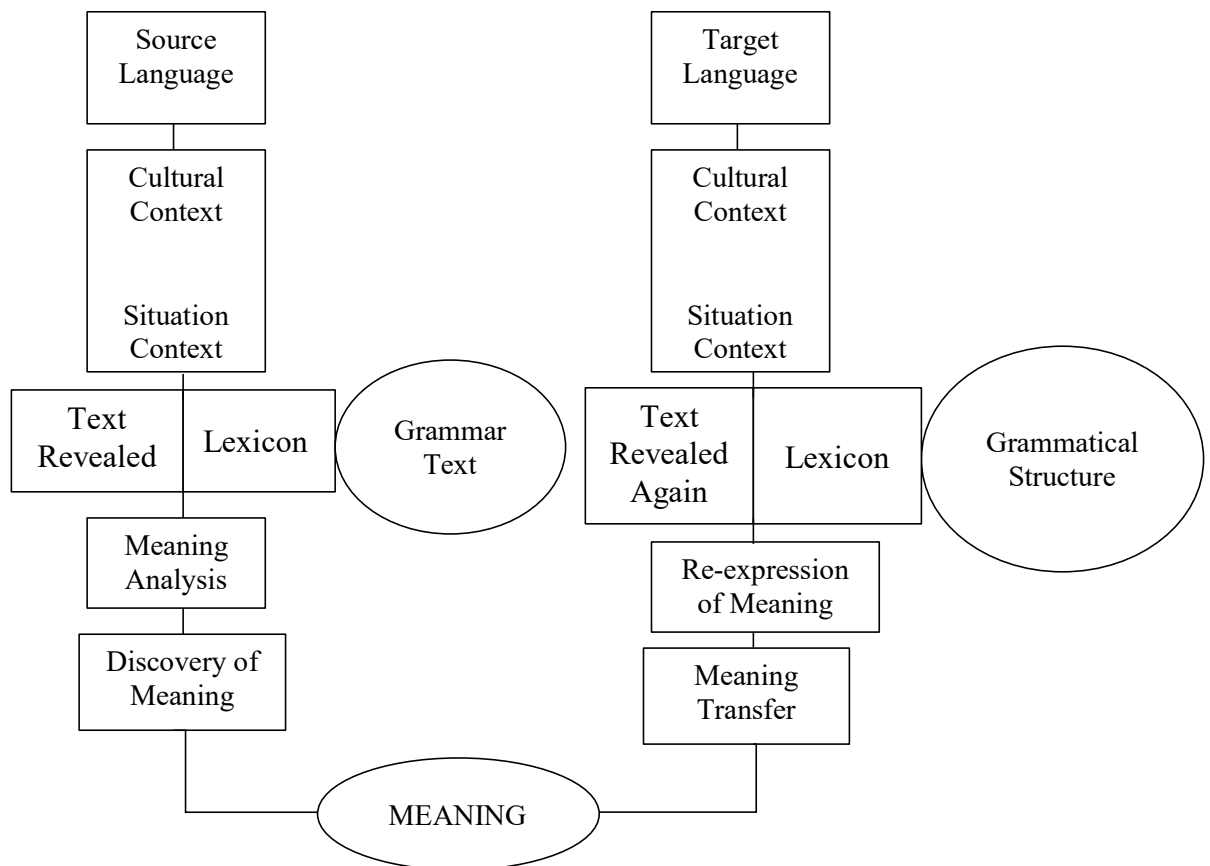 Source
Language
Target
Language
Cultural
Context
Situation
Context
Cultural
Context
Situation
Context
Text
Revealed
Lexicon
Grammar
Text
Text
Revealed
Again
Lexicon
Grammatical
Structure
Meaning
Analysis
Re-expression
of Meaning
Discovery of
Meaning
Meaning
Transfer
MEANING